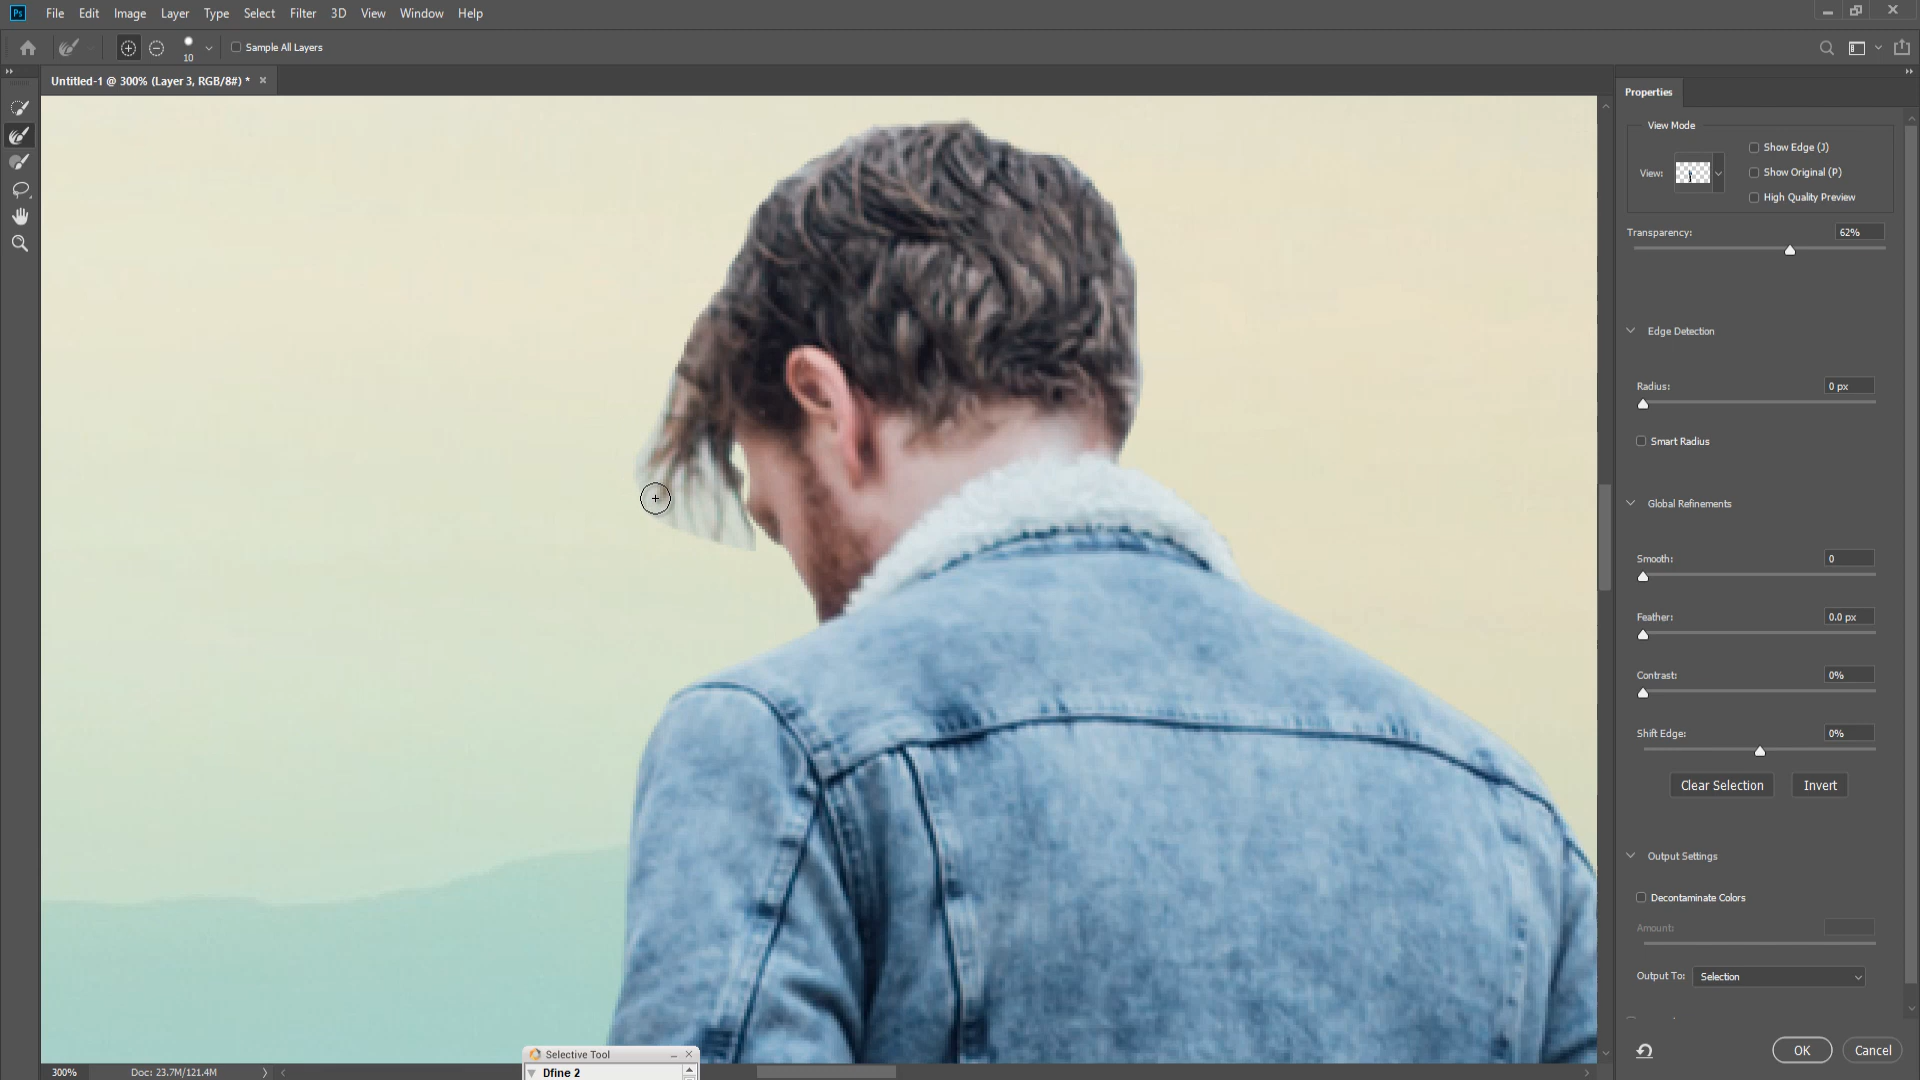 Ps File Edit Image Layer Type Select Filter 3D View Window Help
10 Sample All Layers
Untitled-1 @ 300% (Layer 3, RGB/8#) *
Properties
View Mode
View:
Show Edge (J)
Show Original (P)
High Quality Preview
Transparency: 62%
Edge Detection
Radius: 0 px
Smart Radius
Global Refinements
Smooth: 0
Feather: 0.0 px
Contrast: 0%
Shift Edge: 0%
Clear Selection Invert
Output Settings
Decontaminate Colors
Amount:
Output To: Selection
OK Cancel
Selective Tool
Dfine 2
300% Doc: 23.7M/121.4M